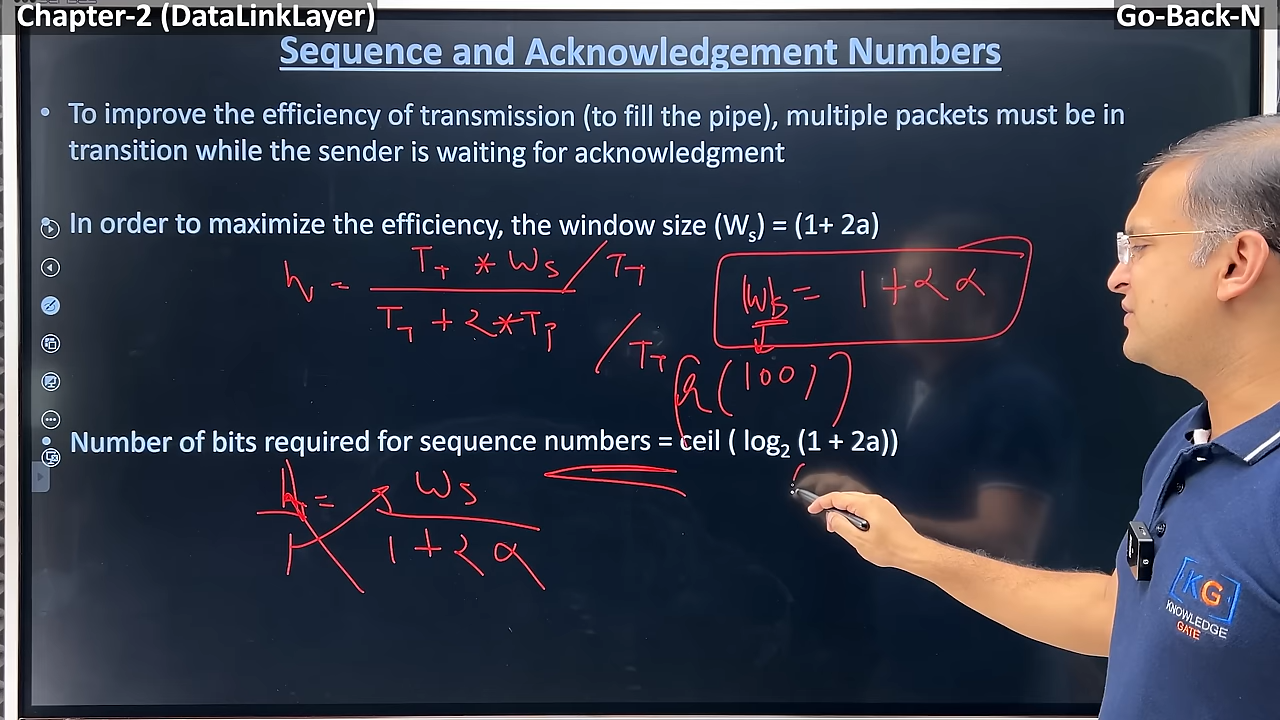 Chapter-2 (DataLinkLayer)
Go-Back-N
Sequence and Acknowledgement Numbers
• To improve the efficiency of transmission (to fill the pipe), multiple packets must be in
transition while the sender is waiting for acknowledgment
• In order to maximize the efficiency, the window size (Ws) = (1+ 2a)
η = TT * Ws / TT
TT + 2*TP / TT
Ws = 1 + 2 α
(100)
• Number of bits required for sequence numbers = ceil ( log2 (1 + 2a))
η = Ws
1 1 + 2 α
KG
KNOWLEDGE
GATE